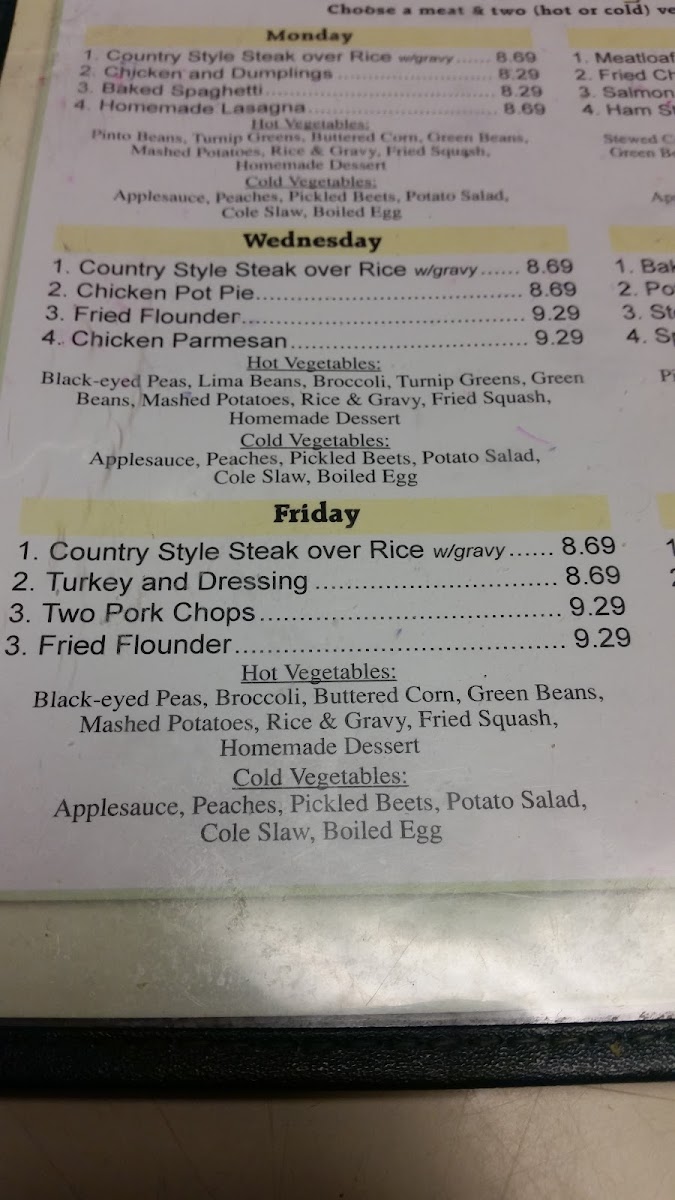 Choose a meat & two (hot or cold) ve
Monday
1. Country Style Steak over Rice w/gravy...... 8.69
2. Chicken and Dumplings .......................... 8.29
3. Baked Spaghetti...................................... 8.29
4. Homemade Lasagna............................... 8.69
Hot Vegetables:
Pinto Beans, Turnip Greens, Buttered Corn, Green Beans,
Mashed Potatoes, Rice & Gravy, Fried Squash,
Homemade Dessert
Cold Vegetables:
Applesauce, Peaches, Pickled Beets, Potato Salad,
Cole Slaw, Boiled Egg
1. Meatloaf
2. Fried Ch
3. Salmon
4. Ham St
Stewed C
Green Be
Ap
Wednesday
1. Country Style Steak over Rice w/gravy...... 8.69
2. Chicken Pot Pie...................................... 8.69
3. Fried Flounder........................................ 9.29
4. Chicken Parmesan................................. 9.29
Hot Vegetables:
Black-eyed Peas, Lima Beans, Broccoli, Turnip Greens, Green
Beans, Mashed Potatoes, Rice & Gravy, Fried Squash,
Homemade Dessert
Cold Vegetables:
Applesauce, Peaches, Pickled Beets, Potato Salad,
Cole Slaw, Boiled Egg
1. Bak
2. Po
3. St
4. Sp
Pi
Friday
1. Country Style Steak over Rice w/gravy...... 8.69
2. Turkey and Dressing ................................ 8.69
3. Two Pork Chops....................................... 9.29
3. Fried Flounder........................................... 9.29
Hot Vegetables:
Black-eyed Peas, Broccoli, Buttered Corn, Green Beans,
Mashed Potatoes, Rice & Gravy, Fried Squash,
Homemade Dessert
Cold Vegetables:
Applesauce, Peaches, Pickled Beets, Potato Salad,
Cole Slaw, Boiled Egg